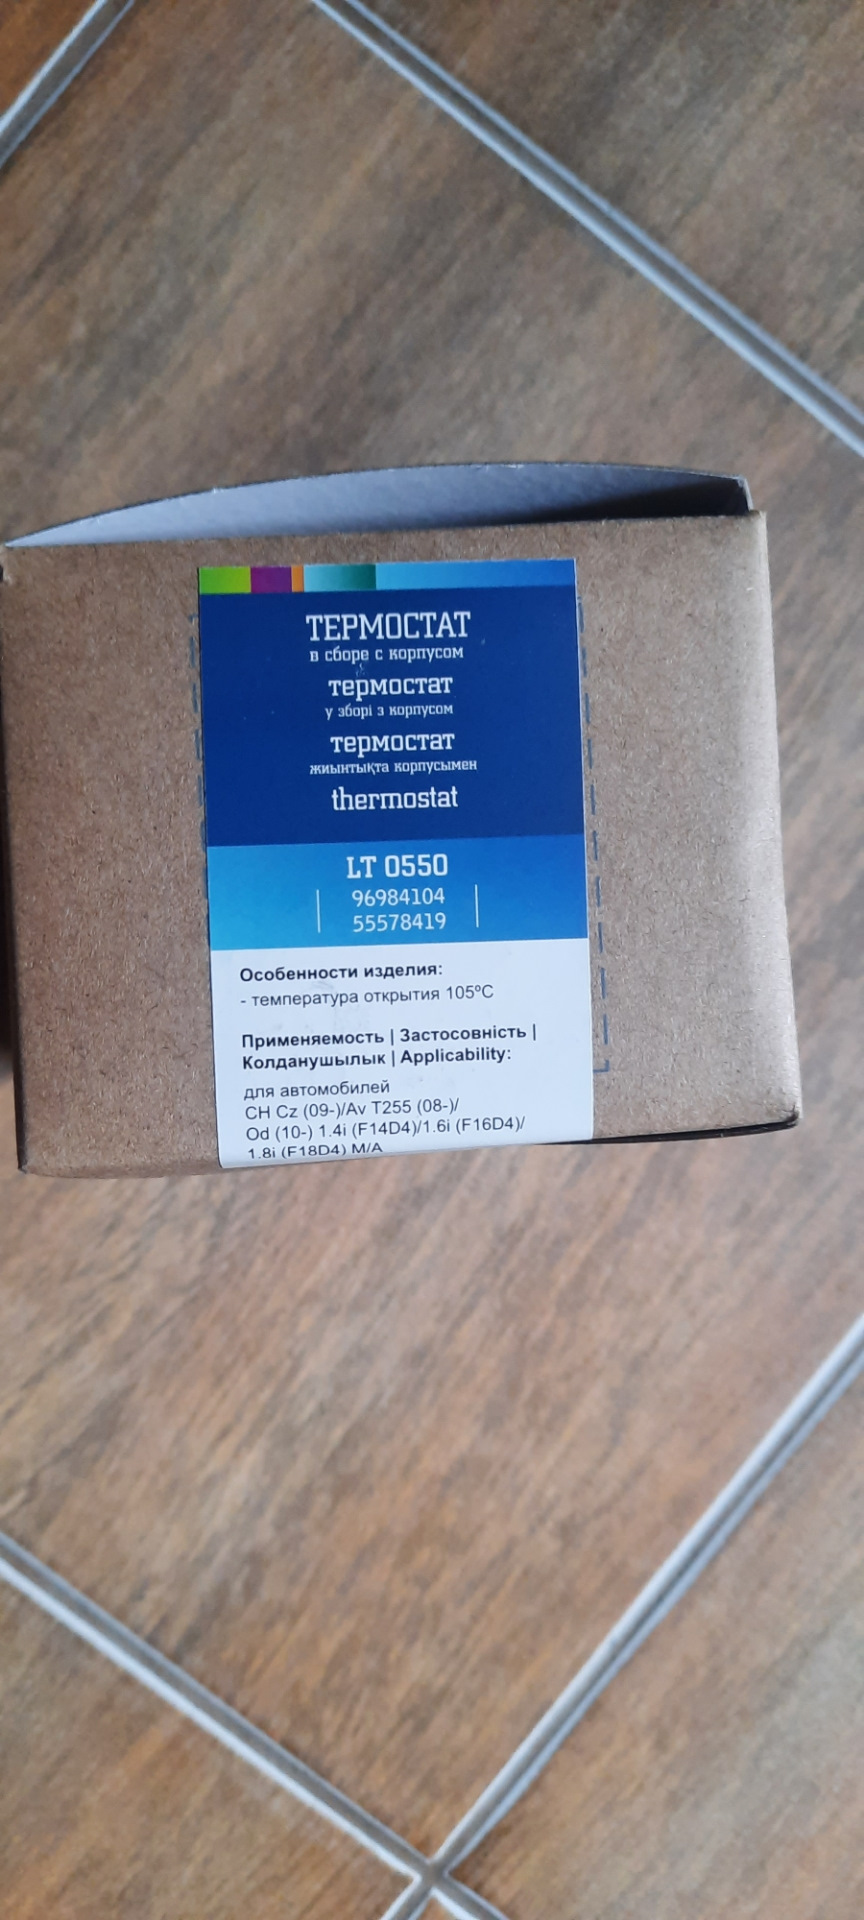 ТЕРМОСТАТ
в сборе с корпусом
термостат
у зборі з корпусом
термостат
жиынтықта корпусымен
thermostat
LT 0550
96984104
55578419
Особенности изделия:
- температура открытия 105ºС
Применяемость | Застосовність |
Колданушылык | Applicability:
для автомобилей
CH Cz (09-)/Av T255 (08-)/
Od (10-) 1.4i (F14D4)/1.6i (F16D4)/
1.8i (F18D4) M/A